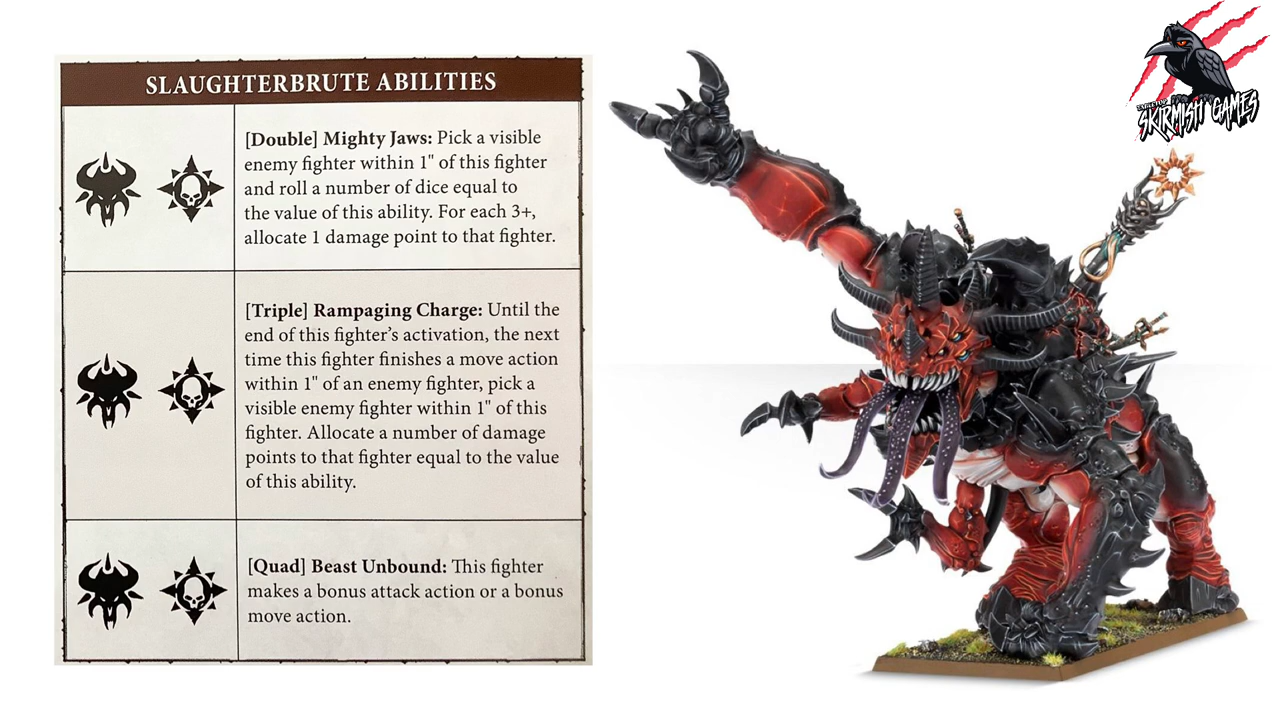 SLAUGHTERBRUTE ABILITIES
[Double] Mighty Jaws: Pick a visible
enemy fighter within 1" of this fighter
and roll a number of dice equal to
the value of this ability. For each 3+,
allocate 1 damage point to that fighter.
[Triple] Rampaging Charge: Until the
end of this fighter's activation, the next
time this fighter finishes a move action
within 1" of an enemy fighter, pick a
visible enemy fighter within 1" of this
fighter. Allocate a number of damage
points to that fighter equal to the value
of this ability.
[Quad] Beast Unbound: This fighter
makes a bonus attack action or a bonus
move action.
TABLETOP
SKIRMISH GAMES